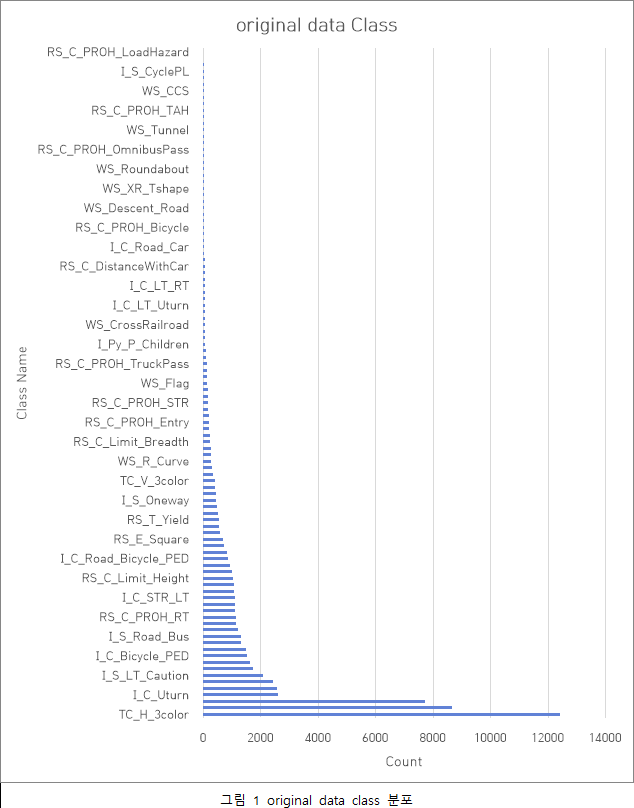 original data Class
RS_C_PROH_LoadHazard
I_S_CyclePL
WS_CCS
RS_C_PROH_TAH
WS_Tunnel
RS_C_PROH_OmnibusPass
WS_Roundabout
WS_XR_Tshape
WS_Descent_Road
RS_C_PROH_Bicycle
I_C_Road_Car
RS_C_DistanceWithCar
I_C_LT_RT
I_C_LT_Uturn
WS_CrossRailroad
I_Py_P_Children
RS_C_PROH_TruckPass
WS_Flag
RS_C_PROH_STR
RS_C_PROH_Entry
RS_C_Limit_Breadth
WS_R_Curve
TC_V_3color
I_S_Oneway
RS_T_Yield
RS_E_Square
I_C_Road_Bicycle_PED
RS_C_Limit_Height
I_C_STR_LT
RS_C_PROH_RT
I_S_Road_Bus
I_C_Bicycle_PED
I_S_LT_Caution
I_C_Uturn
TC_H_3color
Class Name
0 2000 4000 6000 8000 10000 12000 14000
Count
그림 1 original data class 분포